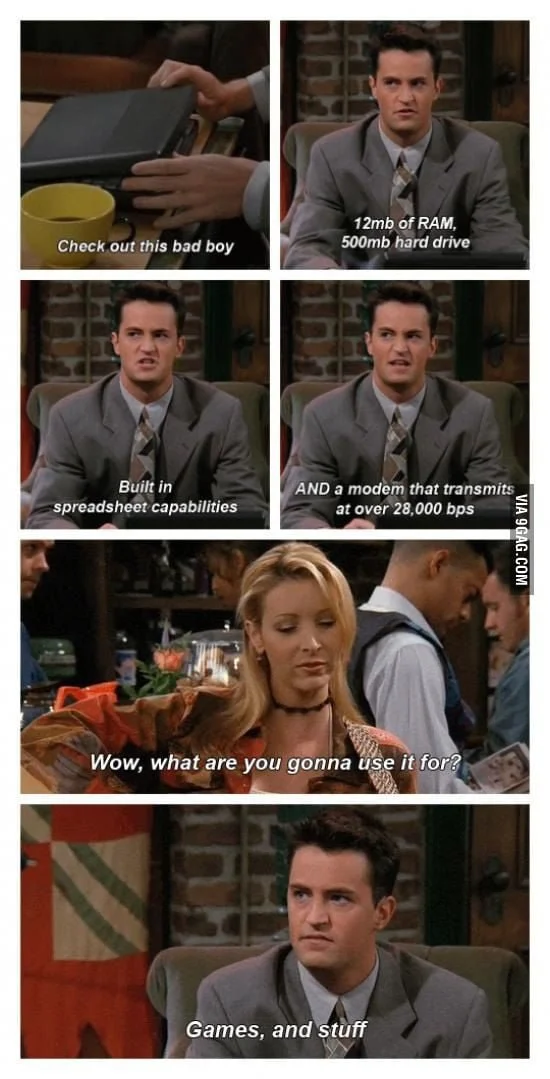 Check out this bad boy
12mb of RAM,
500mb hard drive
Built in
spreadsheet capabilities
AND a modem that transmits
at over 28,000 bps
VIA 9GAG.COM
Wow, what are you gonna use it for?
Games, and stuff